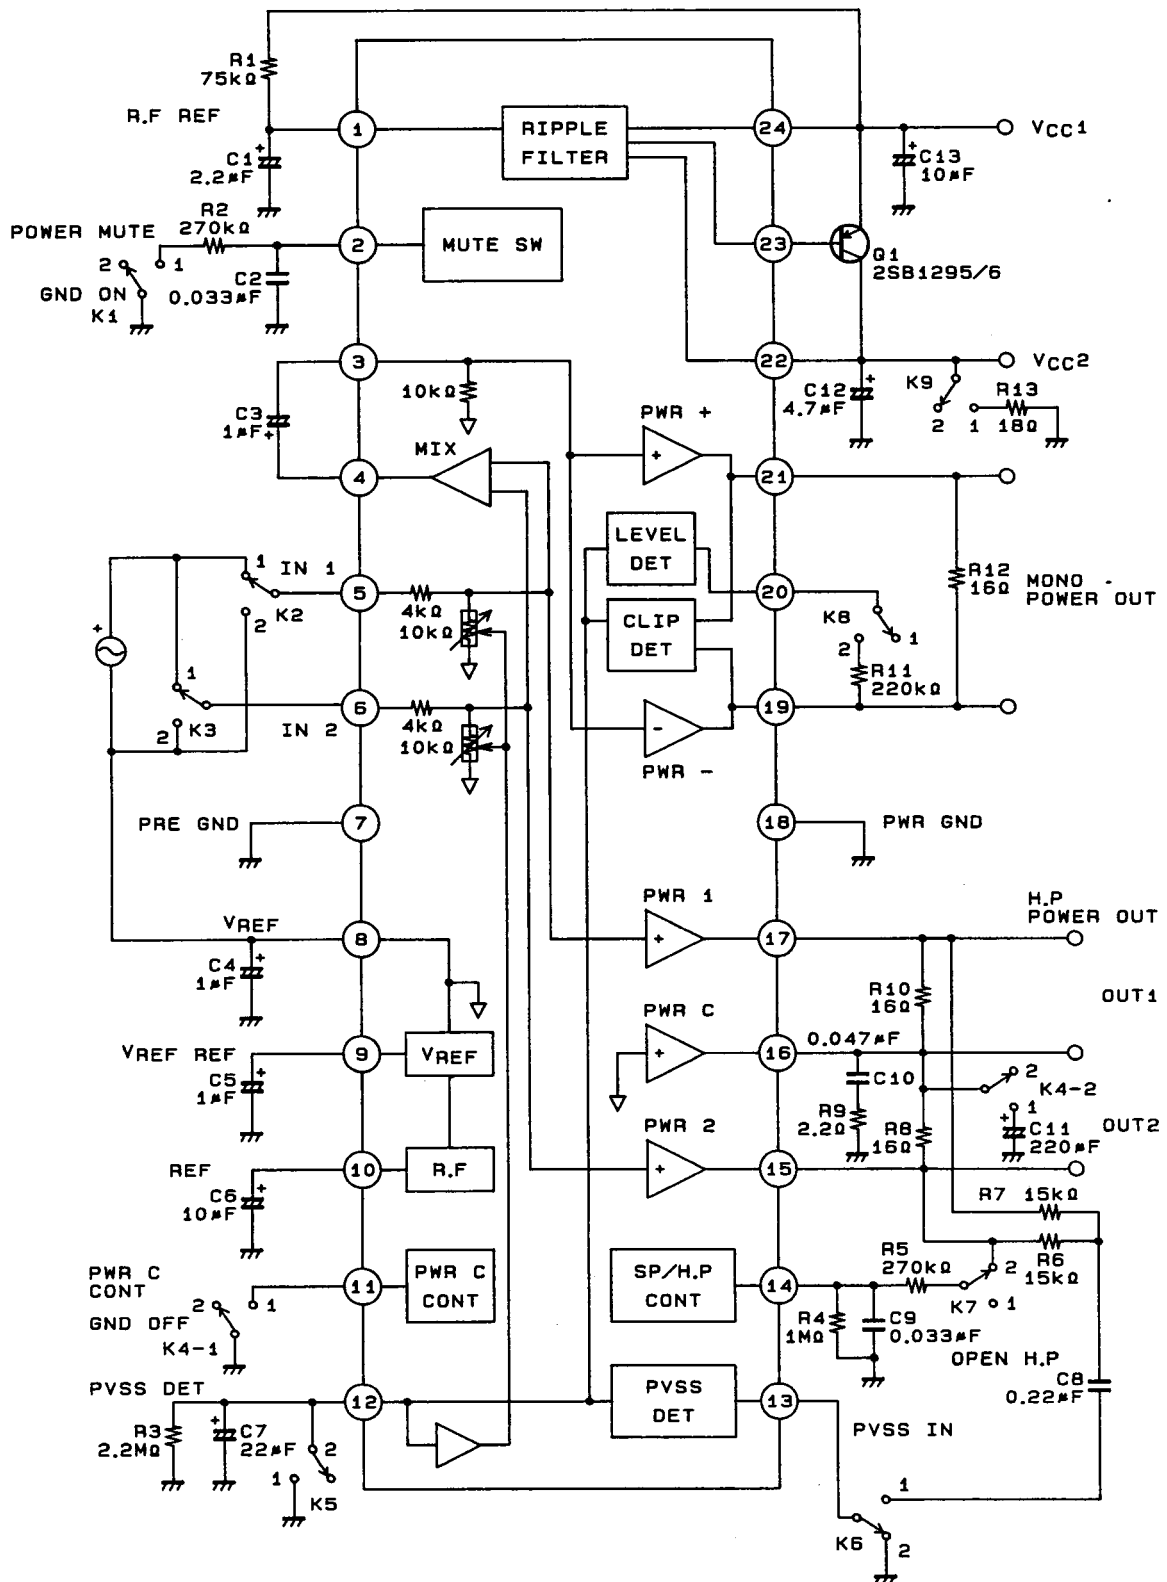 R1
75kΩ
R.F REF
1
RIPPLE
FILTER
24
VCC1
+
C1
2.2µF
+
C13
10µF
R2
270kΩ
POWER MUTE
2
MUTE SW
23
Q1
2SB1295/6
2
1
GND ON
K1
C2
0.033µF
3
22
VCC2
10kΩ
C12
4.7µF
+
K9
R13
2
1
18Ω
C3
1µF
+
PWR +
MIX
4
+
21
LEVEL
DET
R12
16Ω
MONO
POWER OUT
1
IN 1
5
4kΩ
10kΩ
K2
2
20
K8
1
2
CLIP
DET
R11
220kΩ
+
1
K3
2
IN 2
6
4kΩ
10kΩ
-
19
PWR -
PRE GND
7
18
PWR GND
PWR 1
H.P
POWER OUT
VREF
8
+
17
+
C4
1µF
R10
16Ω
OUT1
PWR C
0.047µF
VREF REF
9
VREF
+
16
+
C5
1µF
C10
2
K4-2
R9
2.2Ω
R8
16Ω
1
+
C11
220µF
OUT2
PWR 2
REF
10
R.F
+
15
+
C6
10µF
R7
15kΩ
R6
15kΩ
PWR C
CONT
2
1
GND OFF
K4-1
11
PWR C
CONT
SP/H.P
CONT
14
R5
270kΩ
2
K7
1
R4
1MΩ
C9
0.033µF
OPEN H.P
C8
0.22µF
PVSS DET
12
PVSS
DET
13
PVSS IN
R3
2.2MΩ
+
C7
22µF
2
1
K5
1
K6
2